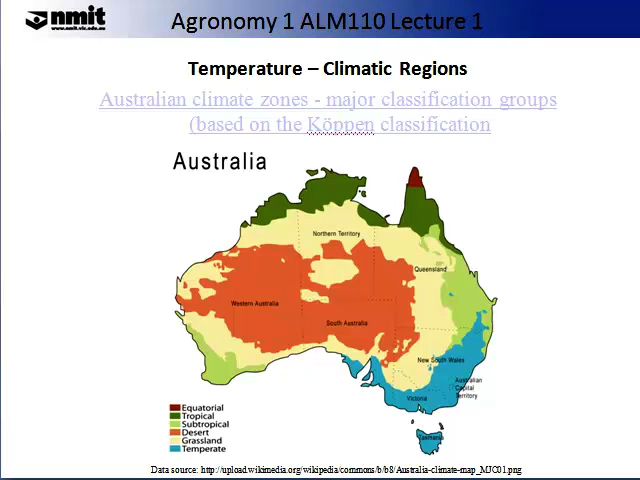 nmit
www.nmit.vic.edu.au
Agronomy 1 ALM110 Lecture 1
Temperature – Climatic Regions
Australian climate zones - major classification groups
(based on the Köppen classification
Australia
Northern Territory
Queensland
Western Australia
South Australia
New South Wales
Australian
Capital
Territory
Victoria
Tasmania
Equatorial
Tropical
Subtropical
Desert
Grassland
Temperate
Data source: http://upload.wikimedia.org/wikipedia/commons/b/b8/Australia-climate-map_MJC01.png